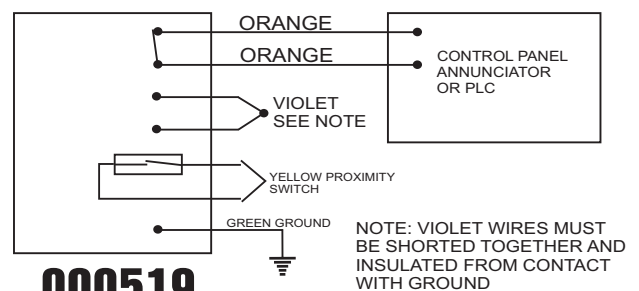 ORANGE
ORANGE
CONTROL PANEL
ANNUNCIATOR
OR PLC
VIOLET
SEE NOTE
YELLOW PROXIMITY
SWITCH
GREEN GROUND
NOTE: VIOLET WIRES MUST
BE SHORTED TOGETHER AND
INSULATED FROM CONTACT
WITH GROUND
000519